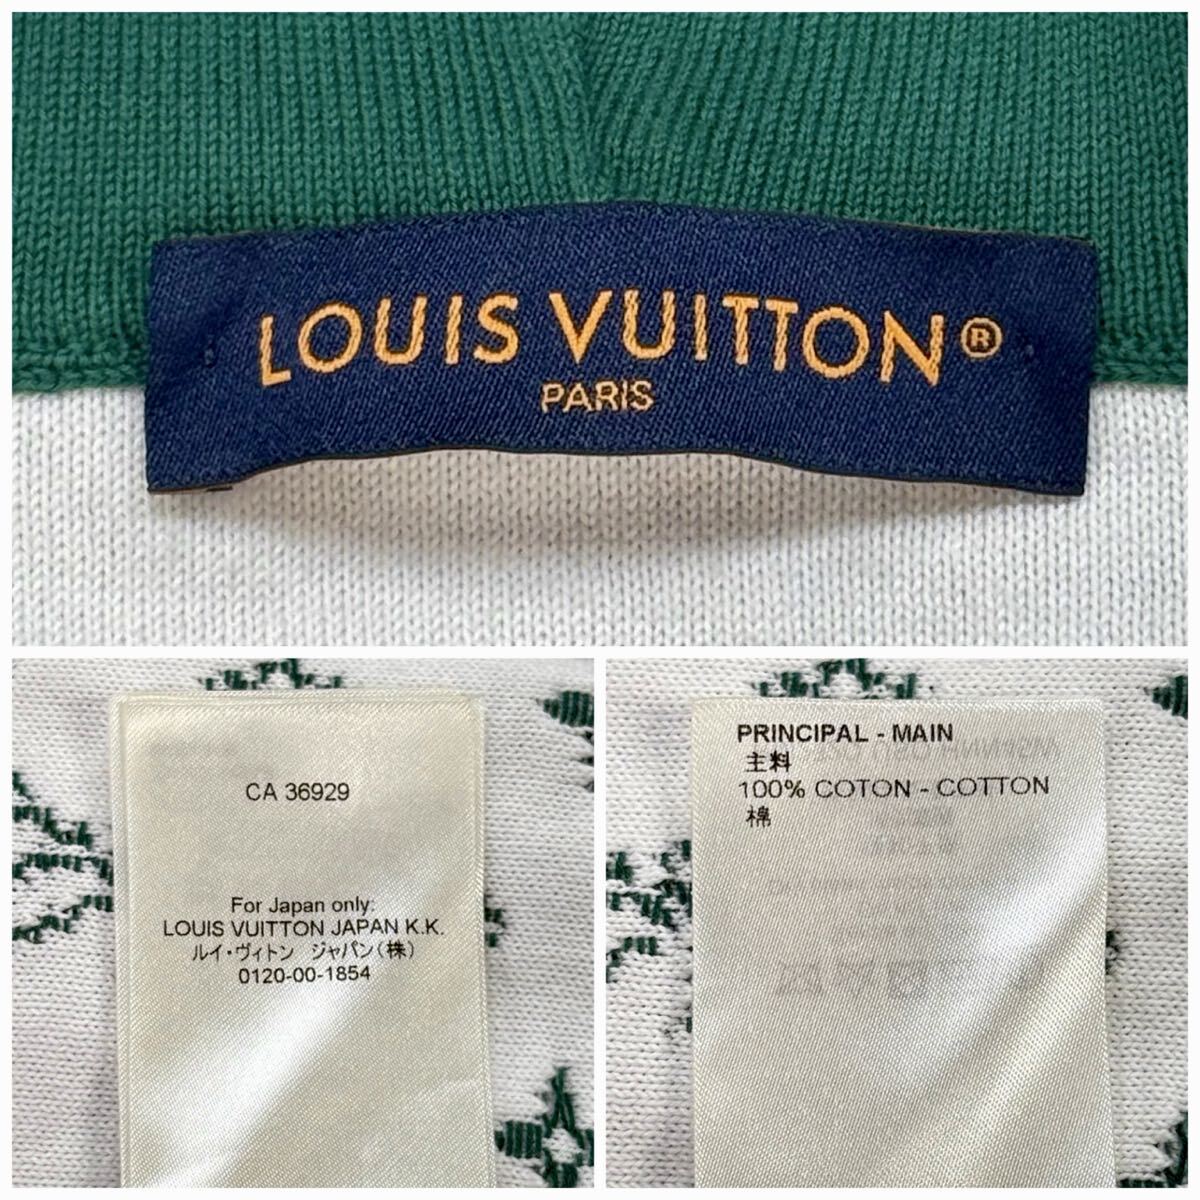 LOUIS VUITTON®
PARIS
CA 36929
For Japan only:
LOUIS VUITTON JAPAN K.K.
ルイ・ヴィトン ジャパン(株)
0120-00-1854
PRINCIPAL - MAIN
主料
100% COTON - COTTON
棉